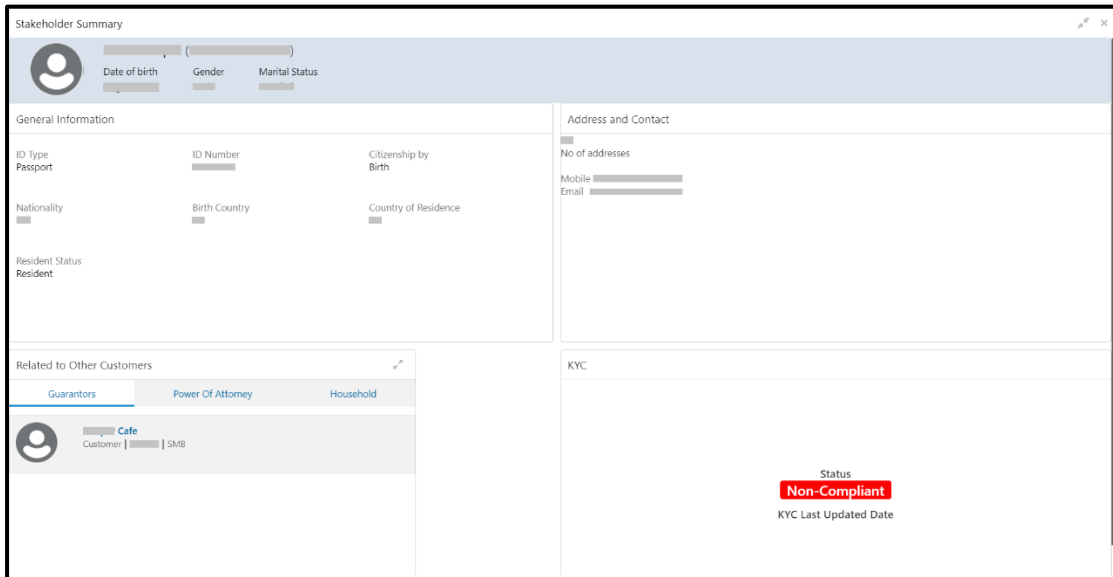 Stakeholder Summary
( )
Date of birth Gender Marital Status
General Information
ID Type ID Number Citizenship by
Passport Birth
Nationality Birth Country Country of Residence
Resident Status
Resident
Address and Contact
No of addresses
Mobile
Email
Related to Other Customers
Guarantors Power Of Attorney Household
Cafe
Customer | | SMB
KYC
Status
Non-Compliant
KYC Last Updated Date